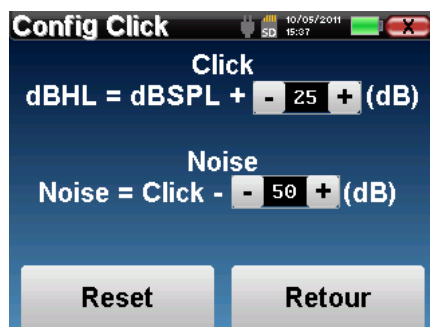 Config Click SD 10/05/2011 15:37 X
Click
dBHL = dBSPL + - 25 + (dB)
Noise
Noise = Click - - 50 + (dB)
Reset Retour